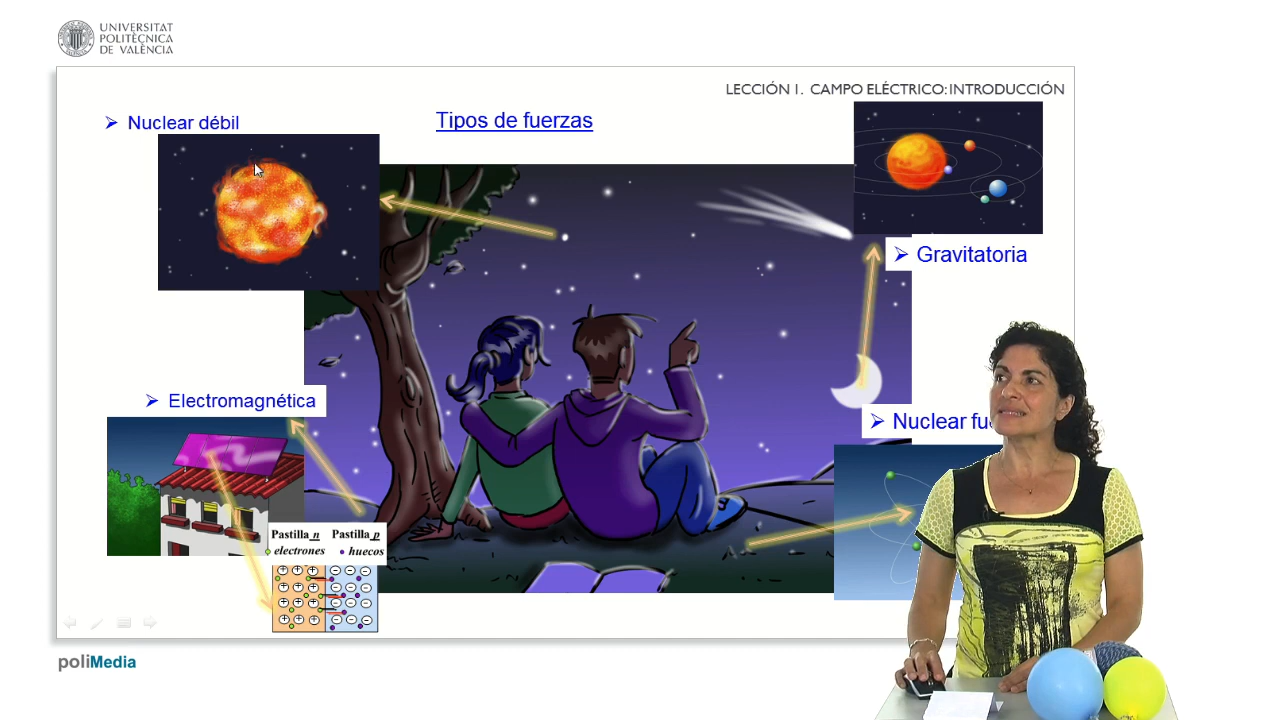 UNIVERSITAT
POLITÈCNICA
DE VALÈNCIA
LECCIÓN 1. CAMPO ELÉCTRICO: INTRODUCCIÓN
Tipos de fuerzas
➢ Nuclear débil
➢ Gravitatoria
➢ Electromagnética
➢ Nuclear
Pastilla n Pastilla p
electrones huecos
poliMedia